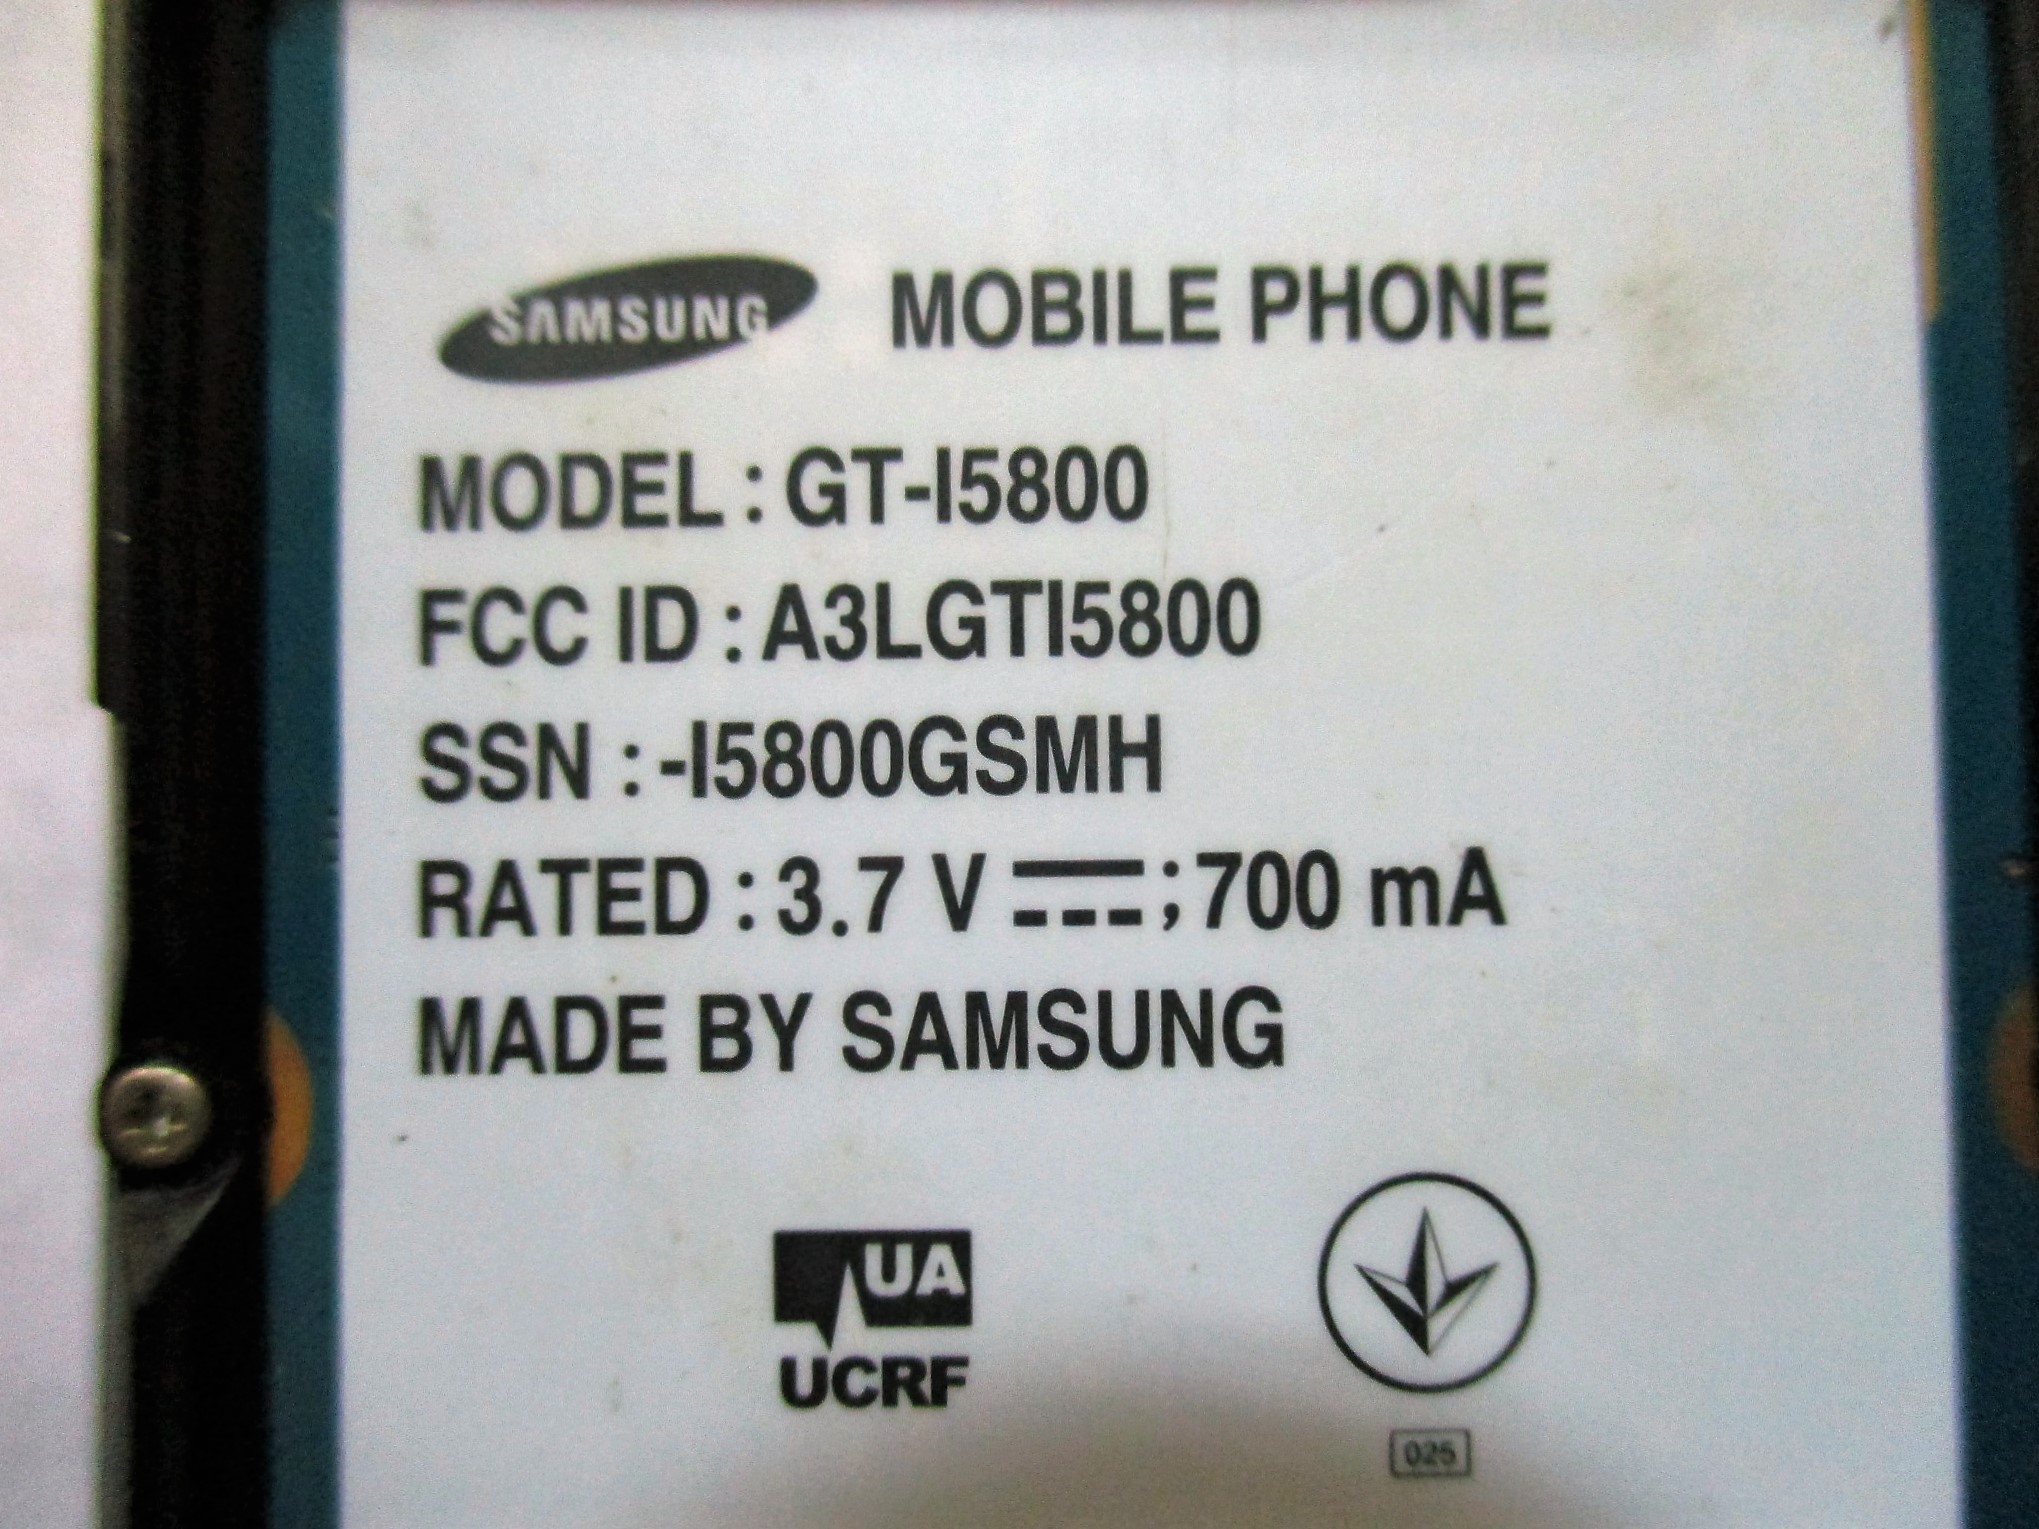 SAMSUNG MOBILE PHONE
MODEL : GT-I5800
FCC ID : A3LGTI5800
SSN : -I5800GSMH
RATED : 3.7 V ⎓ ; 700 mA
MADE BY SAMSUNG
UA
UCRF
025